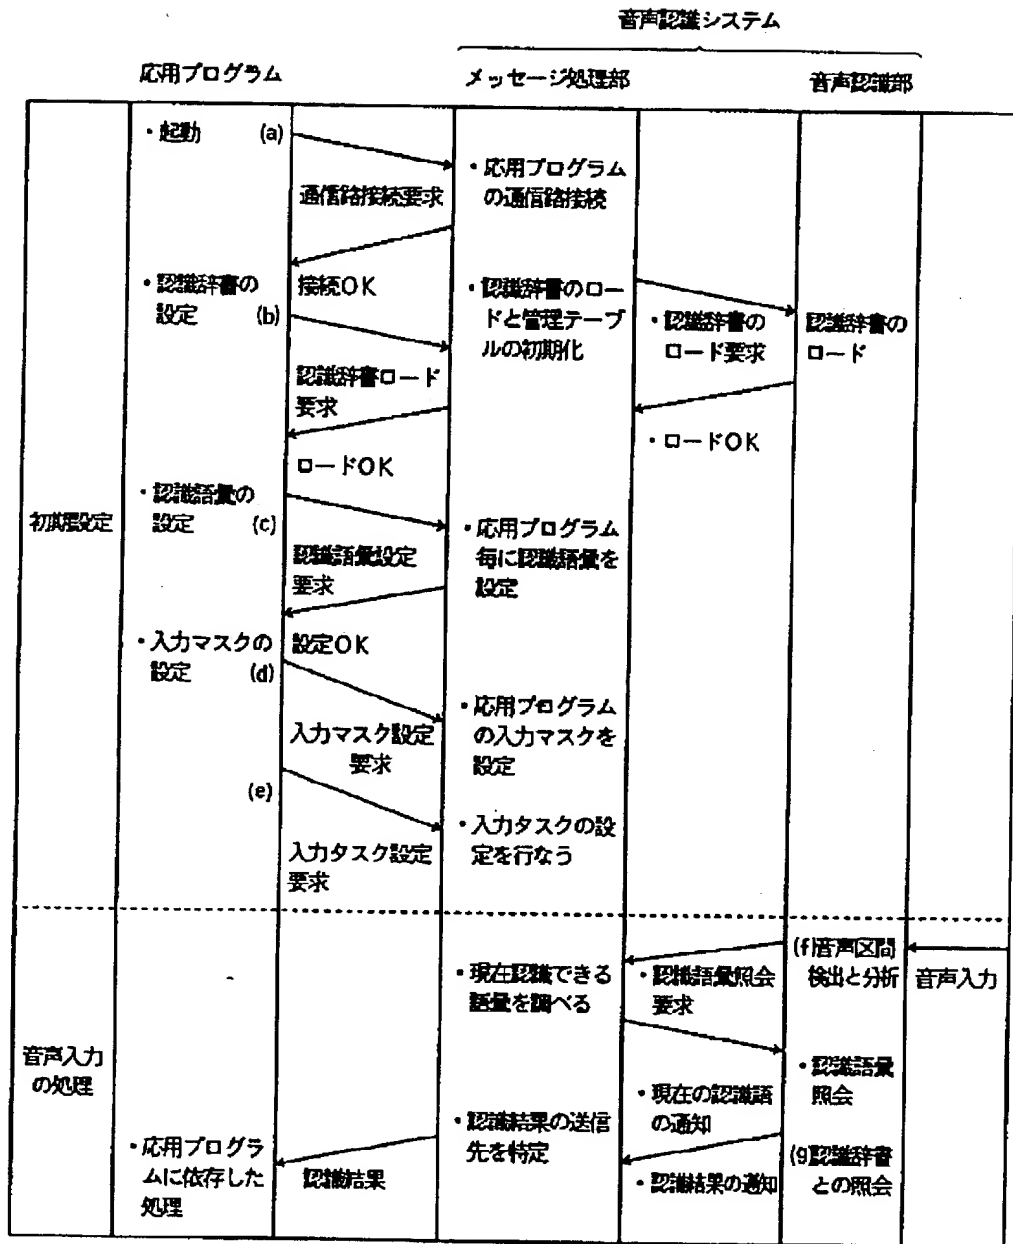 音声認識システム
応用プログラム
メッセージ処理部
音声認識部
初期設定
・起動 (a)
通信路接続要求
・応用プログラム
の通信路接続
接続OK
・認識辞書の
設定 (b)
認識辞書ロード
要求
・認識辞書のロー
ドと管理テーブ
ルの初期化
・認識辞書の
ロード要求
認識辞書の
ロード
・ロードOK
ロードOK
・認識語彙の
設定 (c)
認識語彙設定
要求
・応用プログラム
毎に認識語彙を
設定
設定OK
・入力マスクの
設定 (d)
入力マスク設定
要求
・応用プログラム
の入力マスクを
設定
(e)
入力タスク設定
要求
・入力タスクの設
定を行なう
音声入力
の処理
音声入力
(f)音声区間
検出と分析
・認識語彙照会
要求
・現在認識できる
語彙を調べる
・現在の認識語
の通知
・認識語彙
照会
(g)認識辞書
との照会
・認識結果の通知
・認識結果の送信
先を特定
認識結果
・応用プログラ
ムに依存した
処理